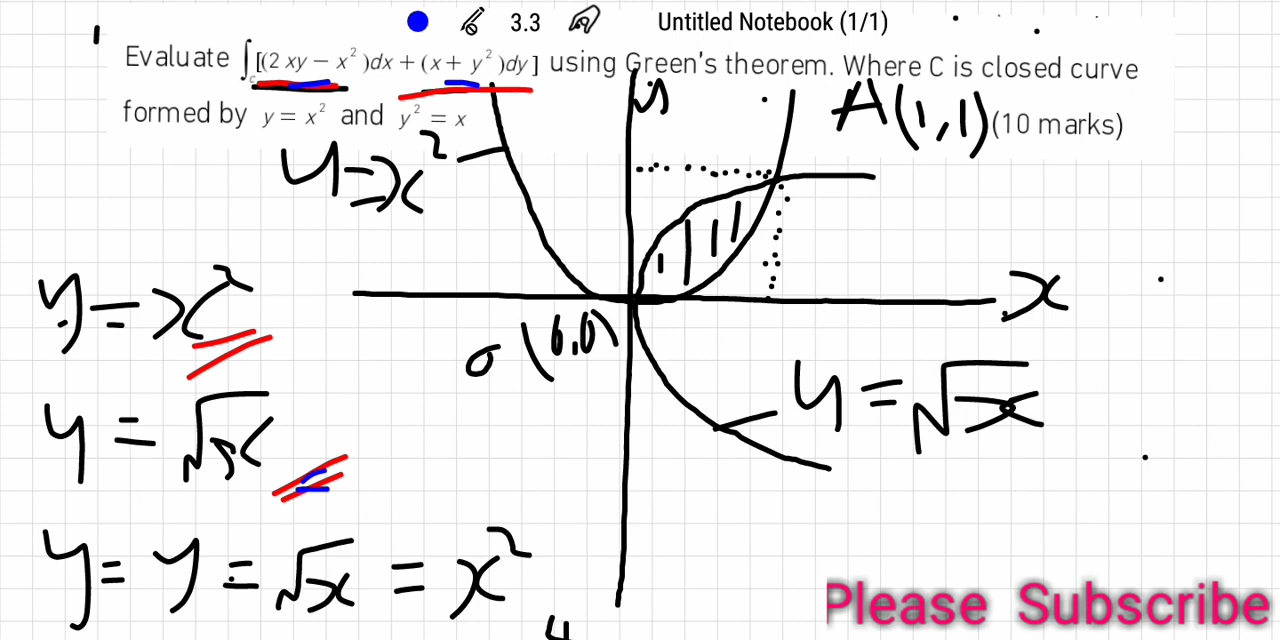 3.3 Untitled Notebook (1/1)
Evaluate ∫c [(2xy − x²)dx + (x + y²)dy] using Green's theorem. Where C is closed curve
formed by y = x² and y² = x (10 marks)
y
A(1,1)
y = x²
x
y = x²
O (0,0)
y = √x
y = √x
y = y = √x = x²
Please Subscribe